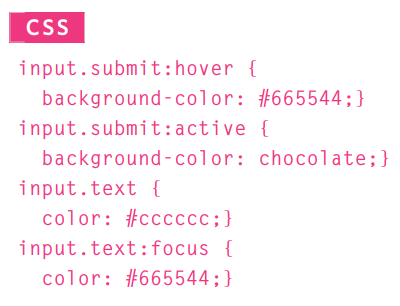 CSS
input.submit:hover {
  background-color: #665544;}
input.submit:active {
  background-color: chocolate;}
input.text {
  color: #cccccc;}
input.text:focus {
  color: #665544;}